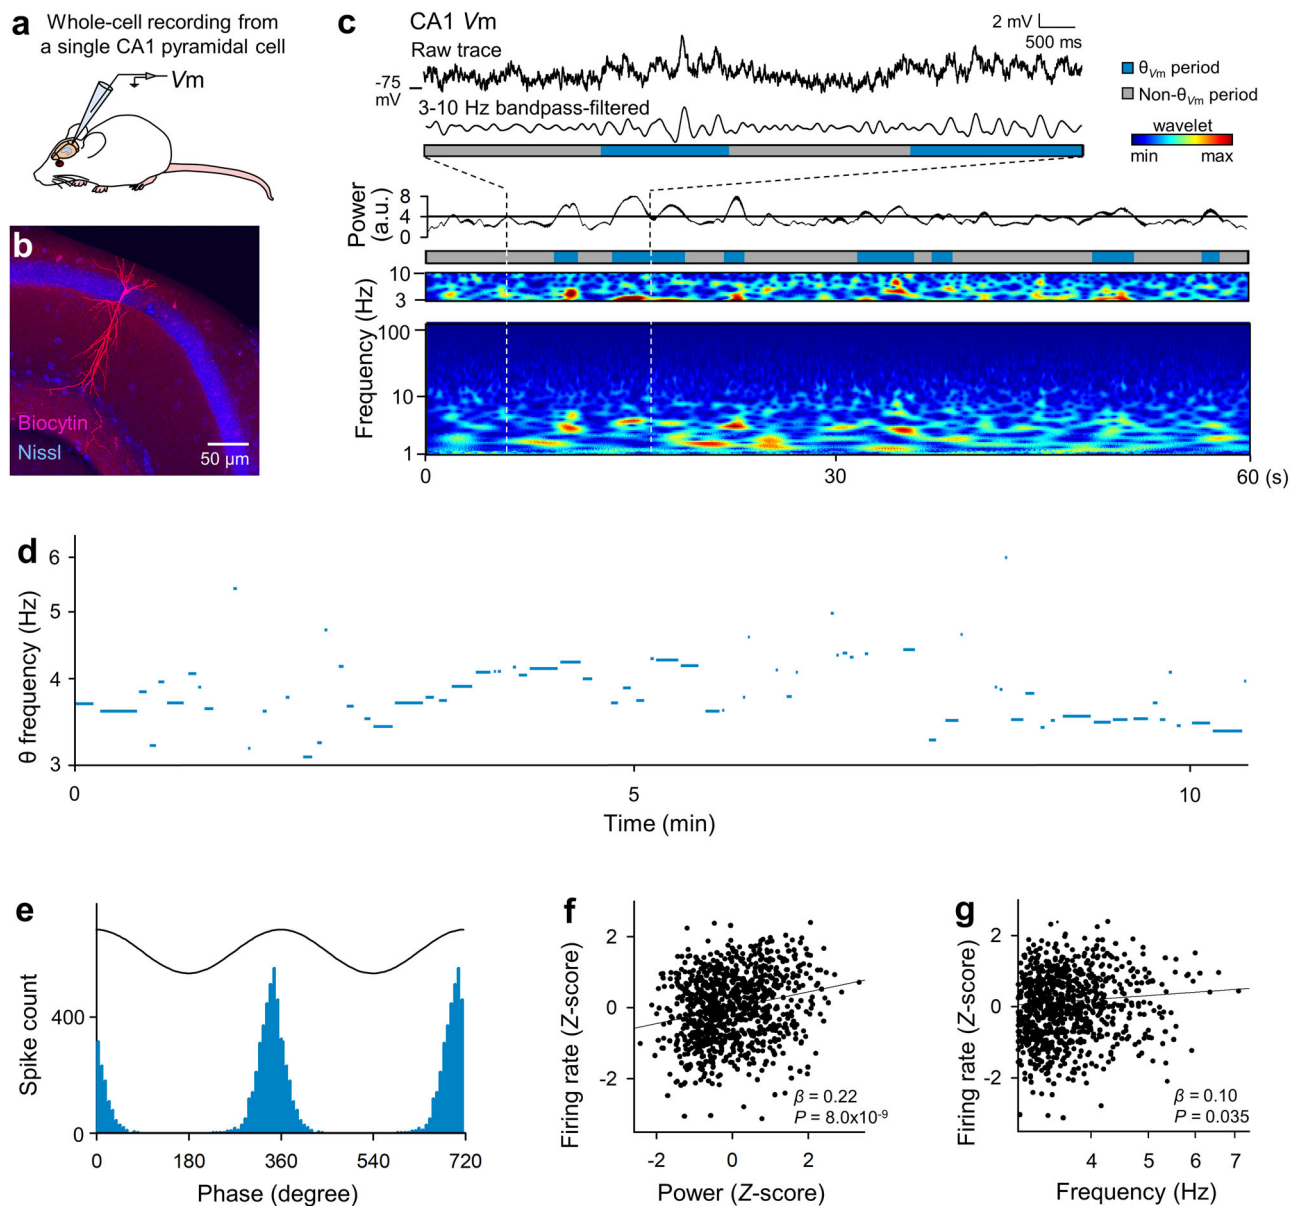 a
Whole-cell recording from
a single CA1 pyramidal cell
Vm
b
Biocytin
Nissl
50 µm
c
CA1 Vm
Raw trace
2 mV
500 ms
-75
mV
3-10 Hz bandpass-filtered
θVm period
Non-θVm period
wavelet
min max
Power
(a.u.)
8
4
0
10
3
Frequency (Hz)
100
10
1
0 30 60 (s)
d
θ frequency (Hz)
6
5
4
3
0 5 10
Time (min)
e
Spike count
400
0
0 180 360 540 720
Phase (degree)
f
Firing rate (Z-score)
2
0
-2
β = 0.22
P = 8.0x10⁻⁹
-2 0 2
Power (Z-score)
g
Firing rate (Z-score)
2
0
-2
β = 0.10
P = 0.035
4 5 6 7
Frequency (Hz)